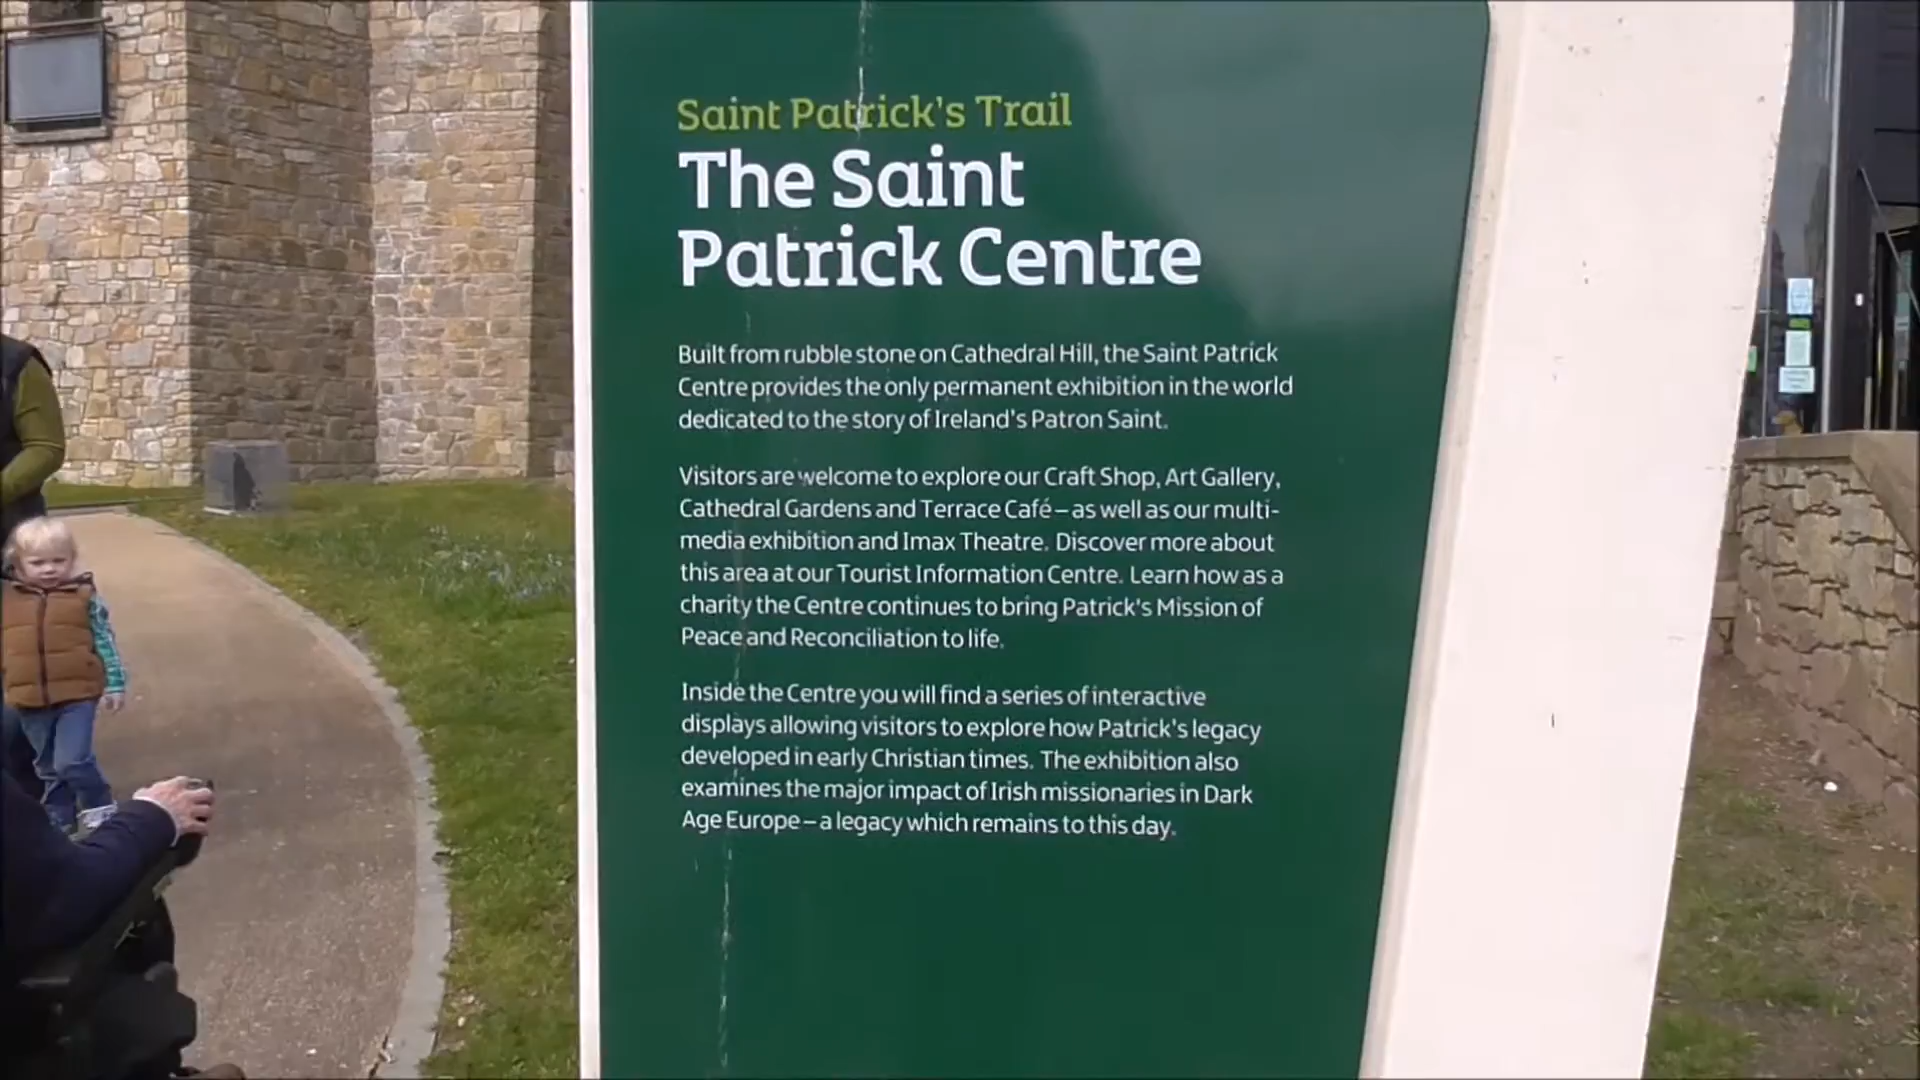 Saint Patrick's Trail
The Saint
Patrick Centre
Built from rubble stone on Cathedral Hill, the Saint Patrick
Centre provides the only permanent exhibition in the world
dedicated to the story of Ireland's Patron Saint.
Visitors are welcome to explore our Craft Shop, Art Gallery,
Cathedral Gardens and Terrace Café – as well as our multi-
media exhibition and Imax Theatre. Discover more about
this area at our Tourist Information Centre. Learn how as a
charity the Centre continues to bring Patrick's Mission of
Peace and Reconciliation to life.
Inside the Centre you will find a series of interactive
displays allowing visitors to explore how Patrick's legacy
developed in early Christian times. The exhibition also
examines the major impact of Irish missionaries in Dark
Age Europe – a legacy which remains to this day.